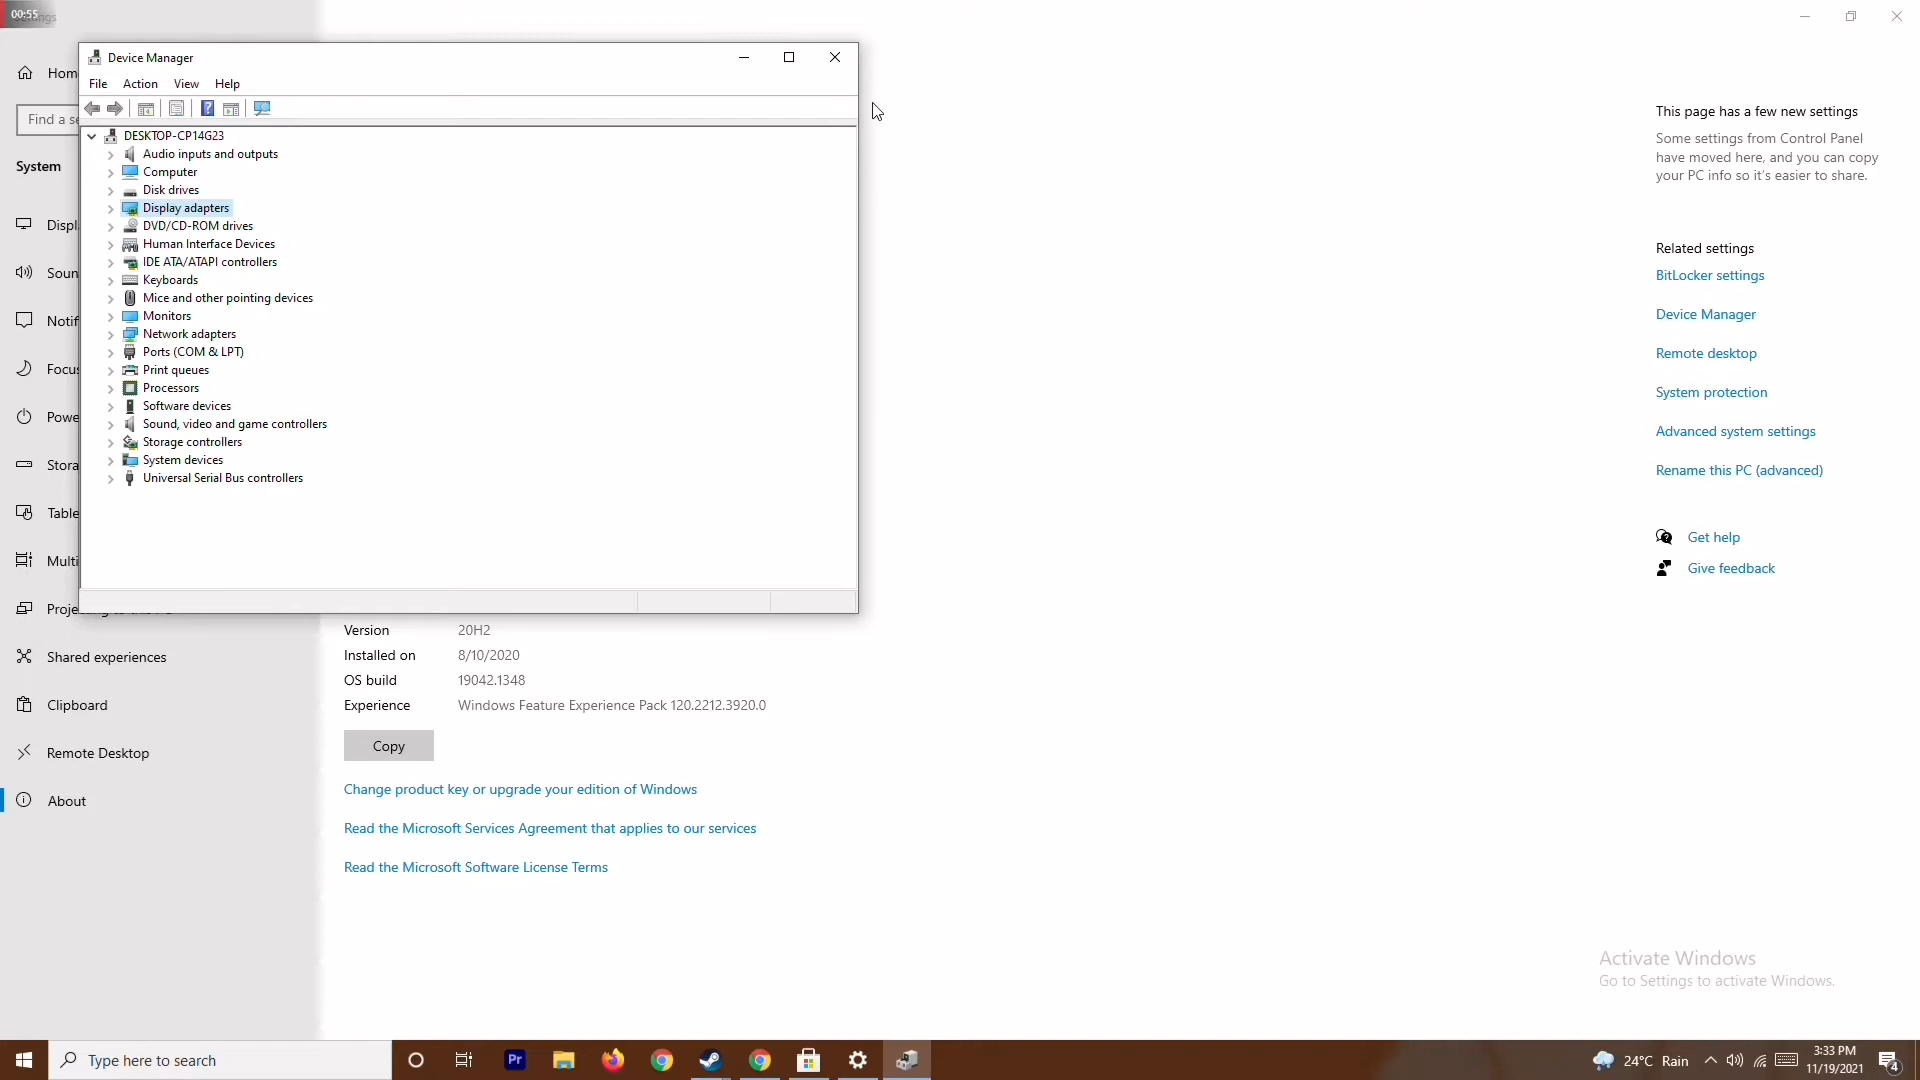 00:55
Device Manager
File Action View Help
DESKTOP-CP14G23
Audio inputs and outputs
Computer
Disk drives
Display adapters
DVD/CD-ROM drives
Human Interface Devices
IDE ATA/ATAPI controllers
Keyboards
Mice and other pointing devices
Monitors
Network adapters
Ports (COM & LPT)
Print queues
Processors
Software devices
Sound, video and game controllers
Storage controllers
System devices
Universal Serial Bus controllers
Hom
Find a se
System
Displ
Soun
Notif
Focus
Powe
Stora
Table
Multi
Shared experiences
Clipboard
Remote Desktop
About
Version 20H2
Installed on 8/10/2020
OS build 19042.1348
Experience Windows Feature Experience Pack 120.2212.3920.0
Copy
Change product key or upgrade your edition of Windows
Read the Microsoft Services Agreement that applies to our services
Read the Microsoft Software License Terms
This page has a few new settings
Some settings from Control Panel
have moved here, and you can copy
your PC info so it's easier to share.
Related settings
BitLocker settings
Device Manager
Remote desktop
System protection
Advanced system settings
Rename this PC (advanced)
Get help
Give feedback
Activate Windows
Go to Settings to activate Windows.
Type here to search
Pr
24°C Rain
3:33 PM
11/19/2021
4